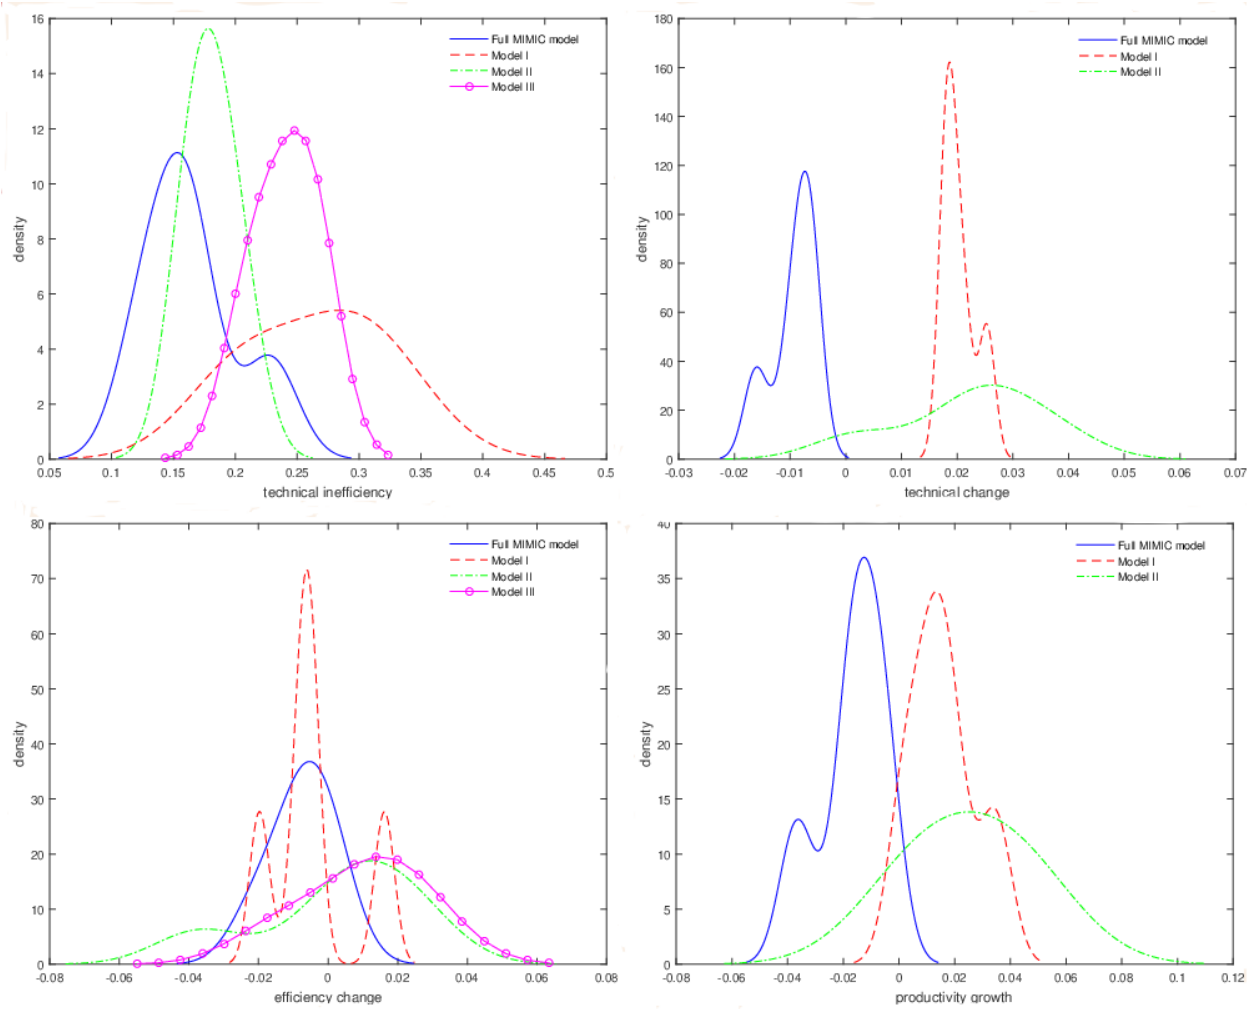 16
14
12
10
8
6
4
2
0
density
0.05 0.1 0.15 0.2 0.25 0.3 0.35 0.4 0.45 0.5
technical inefficiency
Full MIMIC model
Model I
Model II
Model III
180
160
140
120
100
80
60
40
20
0
density
-0.03 -0.02 -0.01 0 0.01 0.02 0.03 0.04 0.05 0.06 0.07
technical change
Full MIMIC model
Model I
Model II
80
70
60
50
40
30
20
10
0
density
-0.08 -0.06 -0.04 -0.02 0 0.02 0.04 0.06 0.08
efficiency change
Full MIMIC model
Model I
Model II
Model III
40
35
30
25
20
15
10
5
0
density
-0.08 -0.06 -0.04 -0.02 0 0.02 0.04 0.06 0.08 0.1 0.12
productivity growth
Full MIMIC model
Model I
Model II